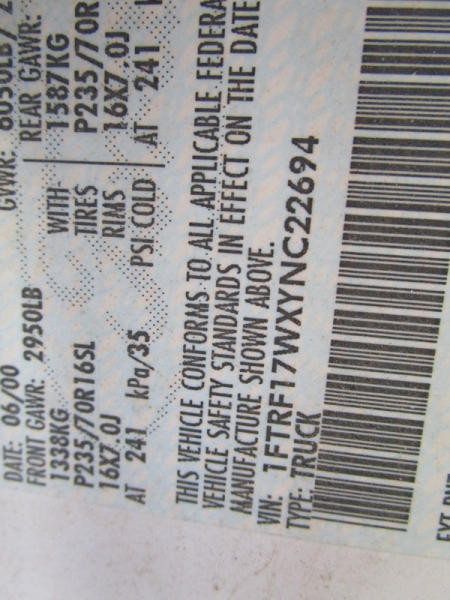 DATE: 06/00 GVWR: 6050LB/2
FRONT GAWR: 2950LB REAR GAWR:
1338KG WITH 1587KG
P235/70R16SL TIRES P235/70R
16X7.0J RIMS 16X7.0J
AT 241 kPa/35 PSI COLD AT 241
THIS VEHICLE CONFORMS TO ALL APPLICABLE FEDERA
VEHICLE SAFETY STANDARDS IN EFFECT ON THE DATE
MANUFACTURE SHOWN ABOVE.
VIN: 1FTRF17WXYNC22694
TYPE: TRUCK